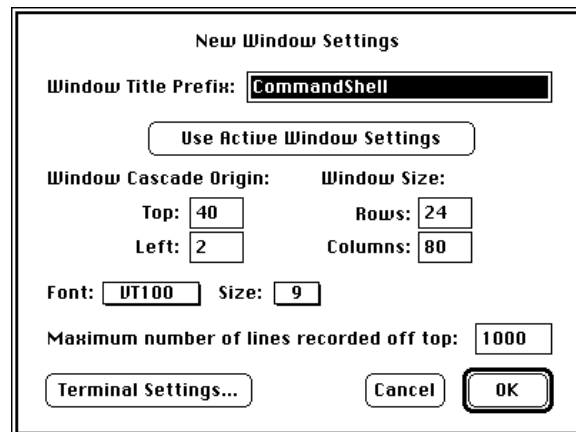 New Window Settings
Window Title Prefix: CommandShell
Use Active Window Settings
Window Cascade Origin: Window Size:
Top: 40 Rows: 24
Left: 2 Columns: 80
Font: VT100 Size: 9
Maximum number of lines recorded off top: 1000
Terminal Settings... Cancel OK